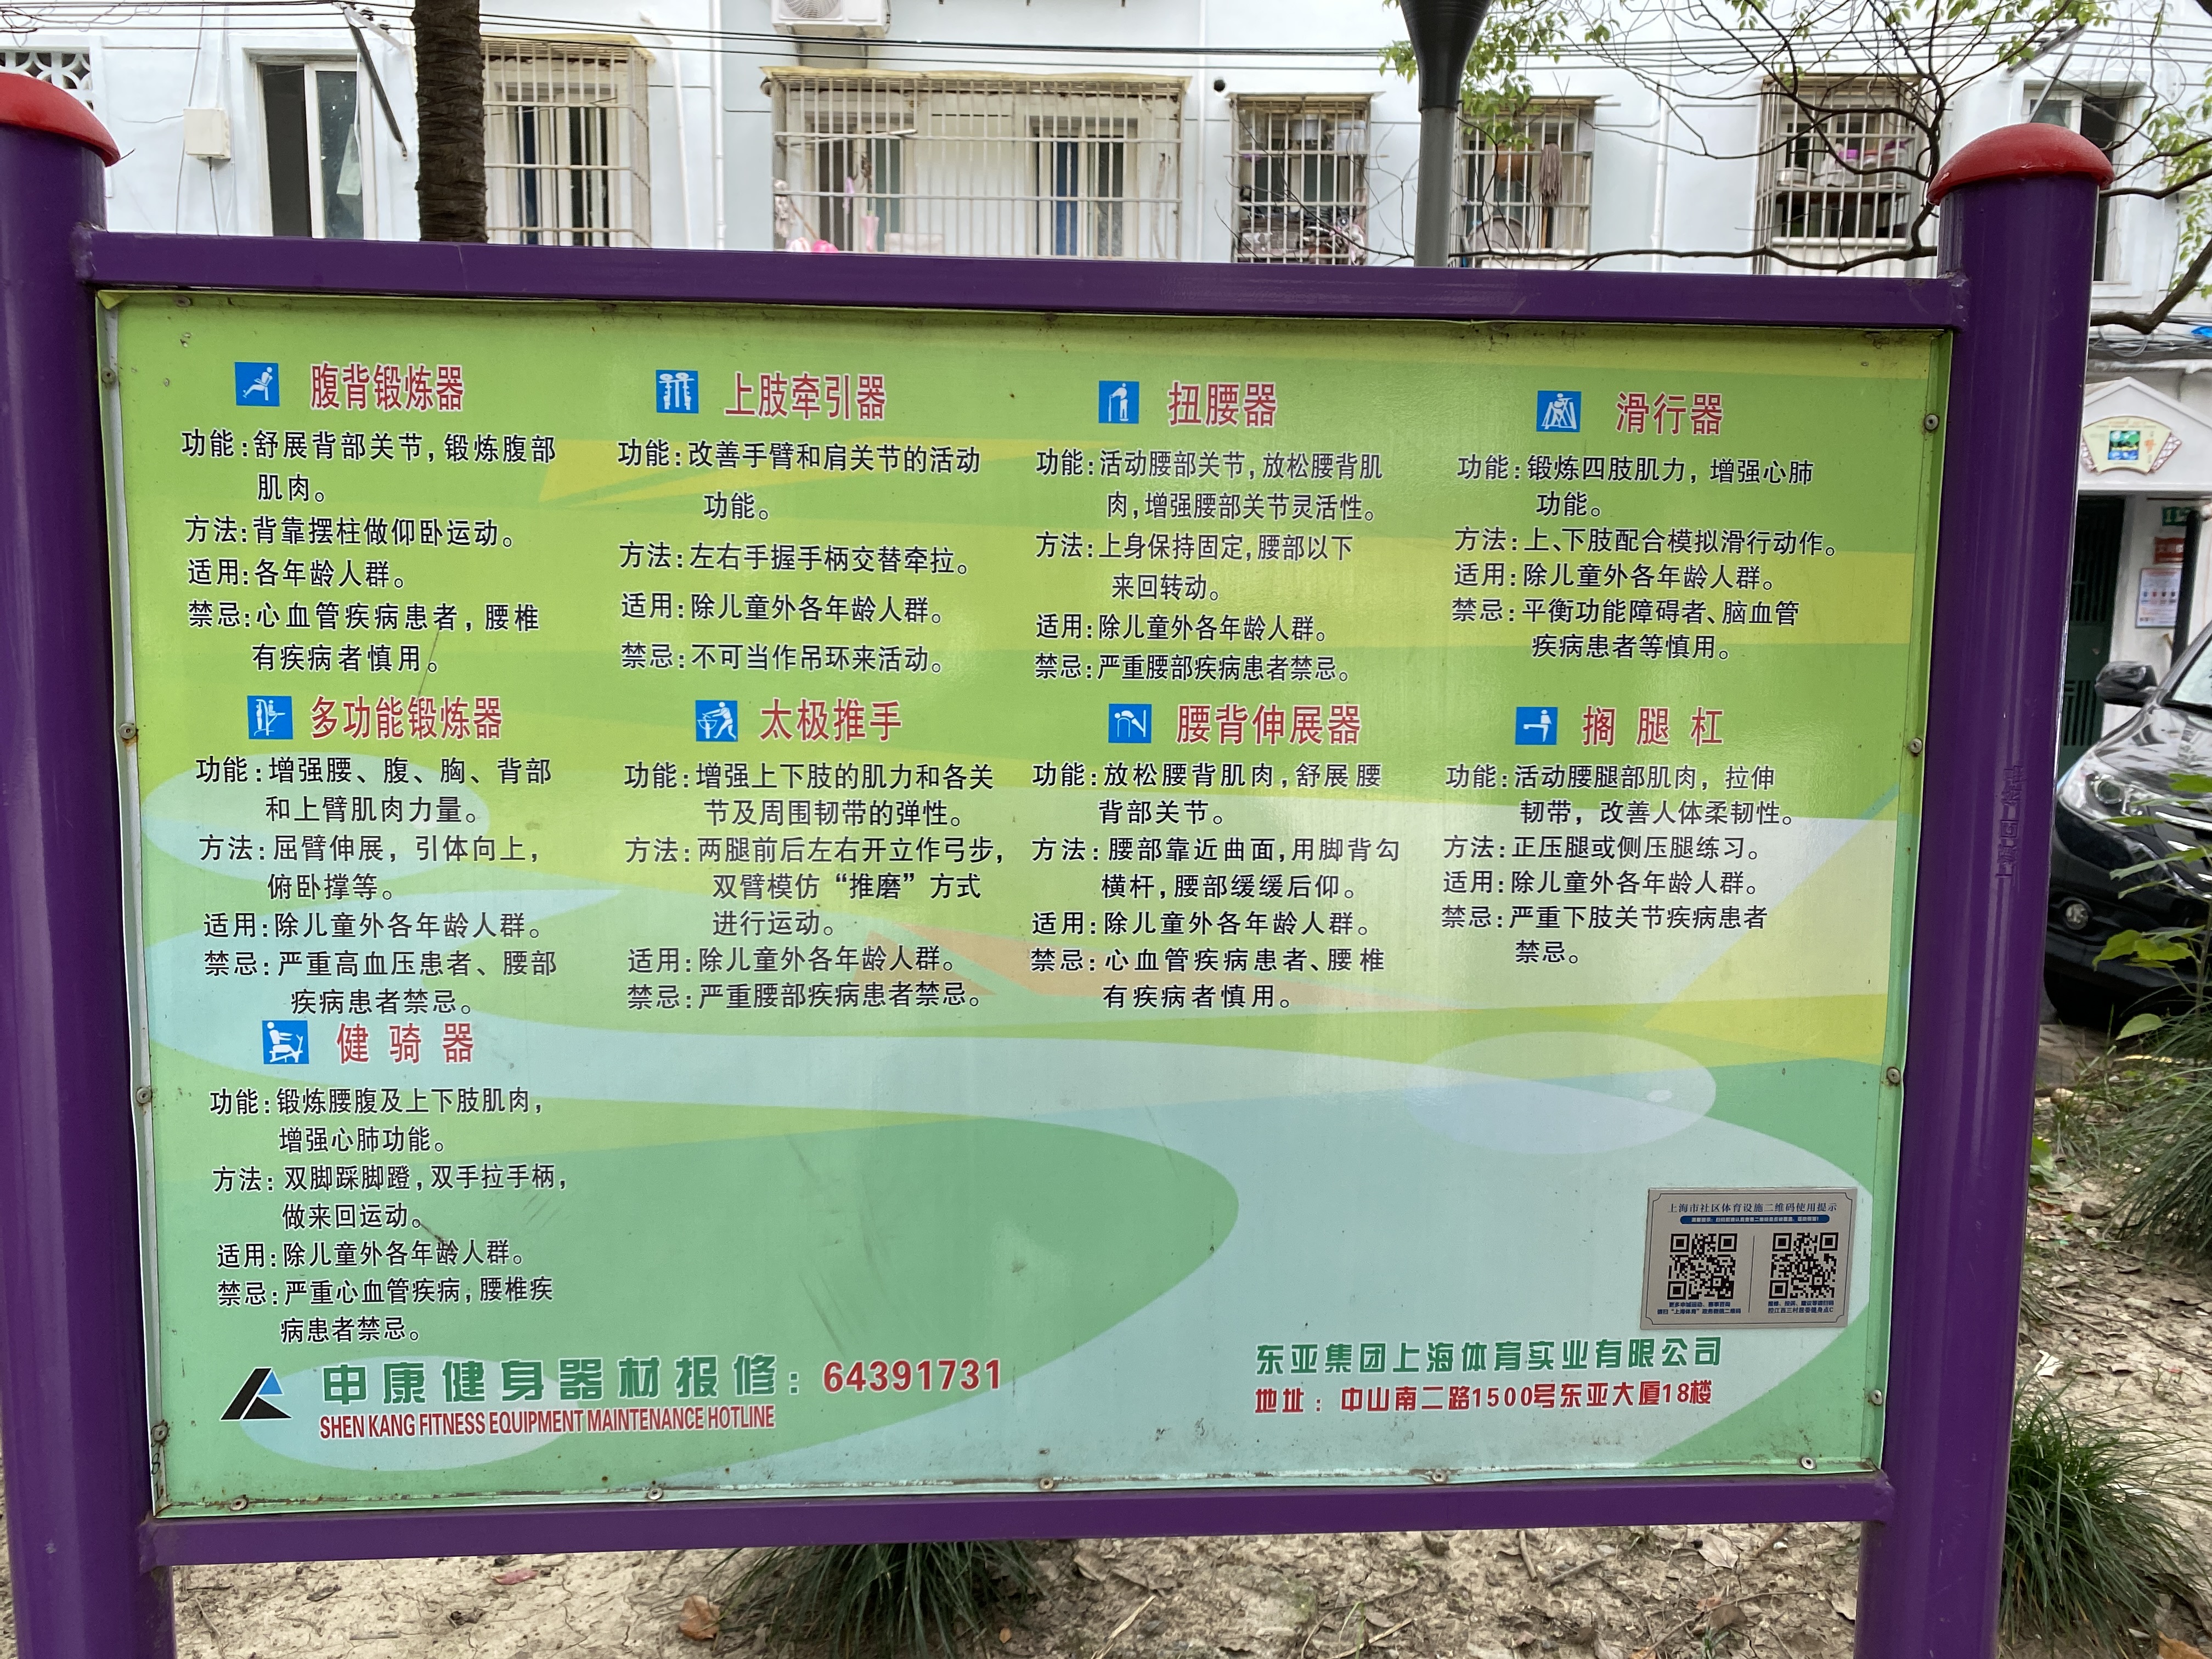 腹背锻炼器
功能:舒展背部关节,锻炼腹部
肌肉。
方法:背靠摆柱做仰卧运动。
适用:各年龄人群。
禁忌:心血管疾病患者,腰椎
有疾病者慎用。
上肢牵引器
功能:改善手臂和肩关节的活动
功能。
方法:左右手握手柄交替牵拉。
适用:除儿童外各年龄人群。
禁忌:不可当作吊环来活动。
扭腰器
功能:活动腰部关节,放松腰背肌
肉,增强腰部关节灵活性。
方法:上身保持固定,腰部以下
来回转动。
适用:除儿童外各年龄人群。
禁忌:严重腰部疾病患者禁忌。
滑行器
功能:锻炼四肢肌力,增强心肺
功能。
方法:上、下肢配合模拟滑行动作。
适用:除儿童外各年龄人群。
禁忌:平衡功能障碍者、脑血管
疾病患者等慎用。
多功能锻炼器
功能:增强腰、腹、胸、背部
和上臂肌肉力量。
方法:屈臂伸展,引体向上,
俯卧撑等。
适用:除儿童外各年龄人群。
禁忌:严重高血压患者、腰部
疾病患者禁忌。
太极推手
功能:增强上下肢的肌力和各关
节及周围韧带的弹性。
方法:两腿前后左右开立作弓步,
双臂模仿“推磨”方式
进行运动。
适用:除儿童外各年龄人群。
禁忌:严重腰部疾病患者禁忌。
腰背伸展器
功能:放松腰背肌肉,舒展腰
背部关节。
方法:腰部靠近曲面,用脚背勾
横杆,腰部缓缓后仰。
适用:除儿童外各年龄人群。
禁忌:心血管疾病患者、腰椎
有疾病者慎用。
搁腿杠
功能:活动腰腿部肌肉,拉伸
韧带,改善人体柔韧性。
方法:正压腿或侧压腿练习。
适用:除儿童外各年龄人群。
禁忌:严重下肢关节疾病患者
禁忌。
健骑器
功能:锻炼腰腹及上下肢肌肉,
增强心肺功能。
方法:双脚踩脚蹬,双手拉手柄,
做来回运动。
适用:除儿童外各年龄人群。
禁忌:严重心血管疾病,腰椎疾
病患者禁忌。
上海市社区体育设施二维码使用提示
申康健身器材报修:64391731
SHEN KANG FITNESS EQUIPMENT MAINTENANCE HOTLINE
东亚集团上海体育实业有限公司
地址:中山南二路1500号东亚大厦18楼